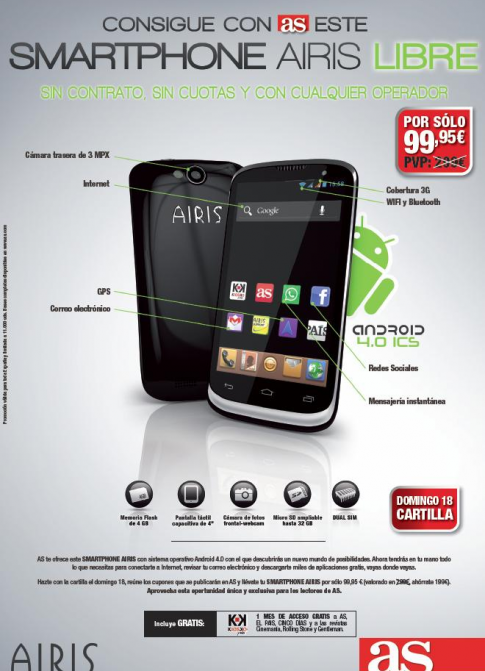 CONSIGUE CON as ESTE
SMARTPHONE AIRIS LIBRE
SIN CONTRATO, SIN CUOTAS Y CON CUALQUIER OPERADOR
POR SÓLO
99,95€
PVP: 299€
Cámara trasera de 3 MPX
Internet
Cobertura 3G
WIFI y Bluetooth
AIRIS
Google
GPS
Correo electrónico
as
PAIS
ANDROID
4.0 ICS
Redes Sociales
Mensajería instantánea
Memoria Flash
de 4 GB
Pantalla táctil
capacitiva de 4"
Cámara de fotos
frontal-webcam
Micro SD ampliable
hasta 32 GB
DUAL SIM
DOMINGO 18
CARTILLA
AS te ofrece este SMARTPHONE AIRIS con sistema operativo Android 4.0 con el que descubrirás un nuevo mundo de posibilidades. Ahora tendrás en tu mano todo
lo que necesitas para conectarte a Internet, revisar tu correo electrónico y descargarte miles de aplicaciones gratis, vayas donde vayas.
Hazte con la cartilla el domingo 18, reúne los cupones que se publicarán en AS y llévate tu SMARTPHONE AIRIS por sólo 99,95 € (valorado en 299€, ahórrate 199€).
Aprovecha esta oportunidad única y exclusiva para los lectores de AS.
Incluye GRATIS:
1 MES DE ACCESO GRATIS a AS,
EL PAÍS, CINCO DÍAS y a las revistas
Cinemanía, Rolling Stone y Gentleman.
AIRIS
as